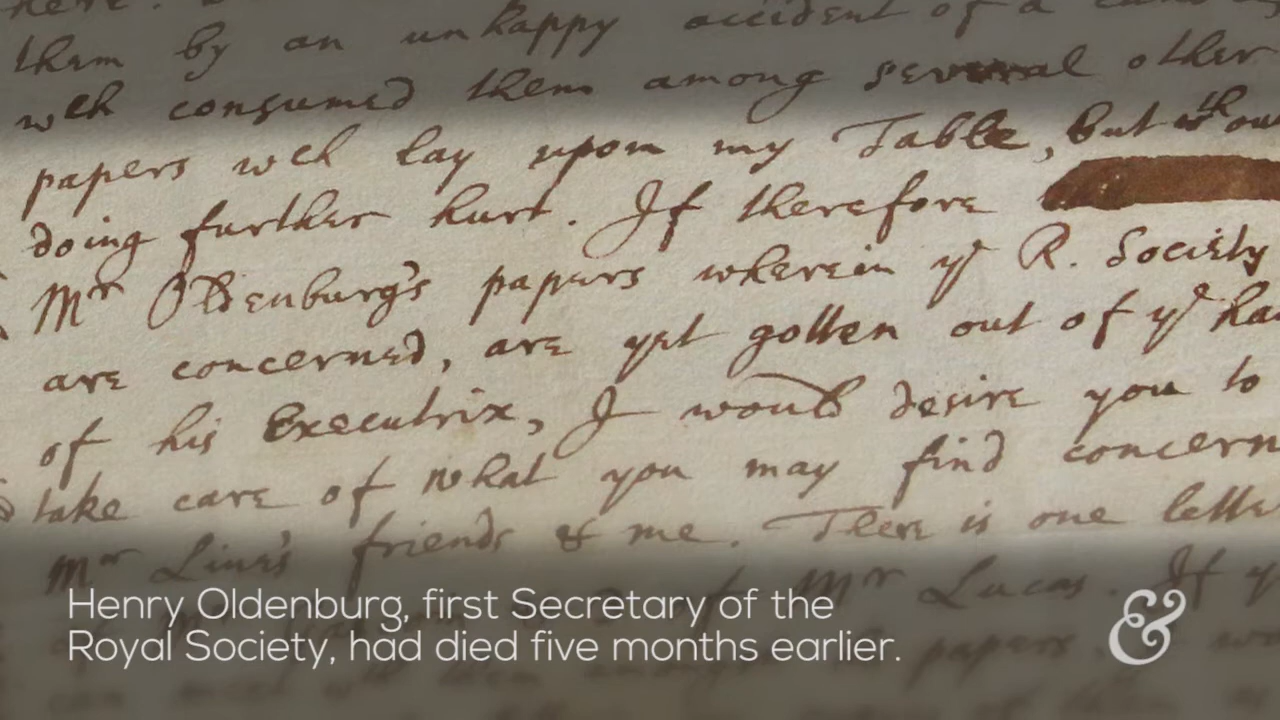 them by an unhappy accident of a
wch consumed them among several other
papers wch lay upon my Table, but wthout
doing further hurt. If therefore
Mr Oldenburg's papers wherein ye R. Society
are concerned, are yet gotten out of ye ha
of his Executrix, I would desire you to
take care of what you may find concern
Mr Line's friends & me. There is one lette
Mr Lucas. If y
papers
Henry Oldenburg, first Secretary of the
Royal Society, had died five months earlier.
&